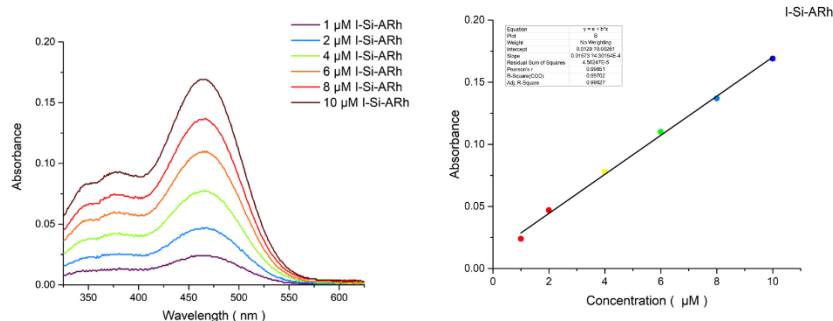 I-Si-ARh
1 μM I-Si-ARh
2 μM I-Si-ARh
4 μM I-Si-ARh
6 μM I-Si-ARh
8 μM I-Si-ARh
10 μM I-Si-ARh
0.20
0.15
0.10
0.05
0.00
Absorbance
350 400 450 500 550 600
Wavelength ( nm )
Equation y = a + b*x
Plot B
Weight No Weighting
Intercept
Slope
Residual Sum of Squares
Pearson's r
R-Square(COD)
Adj. R-Square
0.20
0.15
0.10
0.05
0.00
Absorbance
2 4 6 8 10
Concentration ( μM )